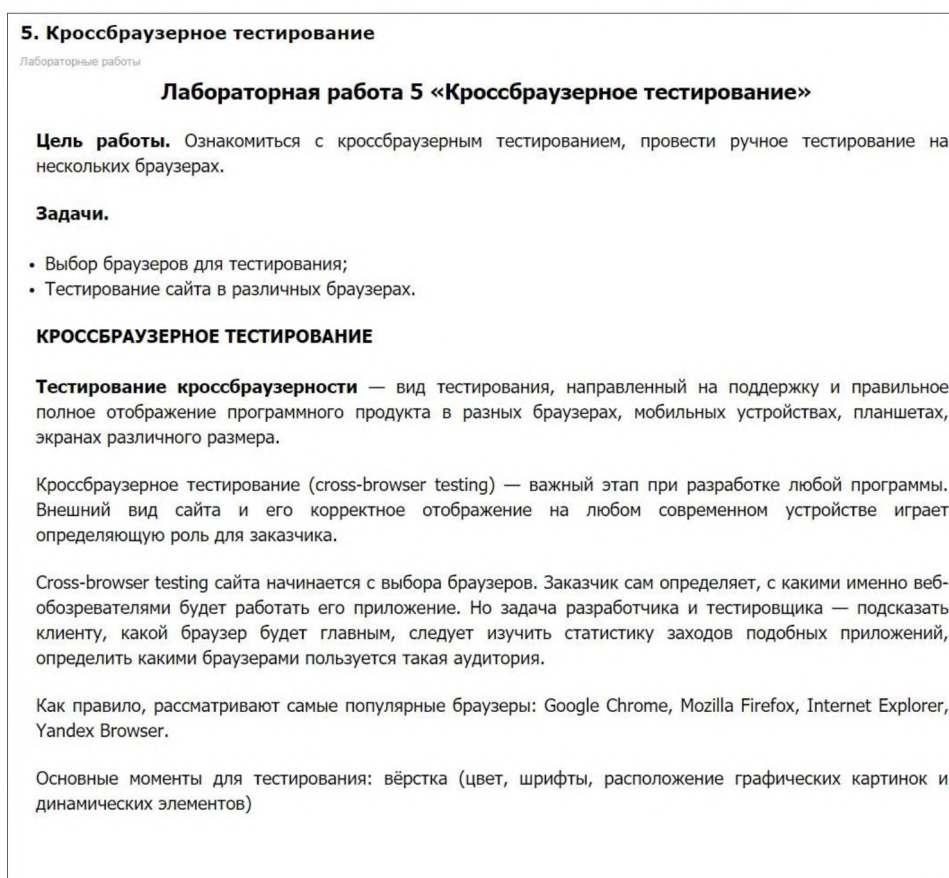 5. Кроссбраузерное тестирование
Лабораторные работы
Лабораторная работа 5 «Кроссбраузерное тестирование»
Цель работы. Ознакомиться с кроссбраузерным тестированием, провести ручное тестирование на
нескольких браузерах.
Задачи.
• Выбор браузеров для тестирования;
• Тестирование сайта в различных браузерах.
КРОССБРАУЗЕРНОЕ ТЕСТИРОВАНИЕ
Тестирование кроссбраузерности — вид тестирования, направленный на поддержку и правильное
полное отображение программного продукта в разных браузерах, мобильных устройствах, планшетах,
экранах различного размера.
Кроссбраузерное тестирование (cross-browser testing) — важный этап при разработке любой программы.
Внешний вид сайта и его корректное отображение на любом современном устройстве играет
определяющую роль для заказчика.
Cross-browser testing сайта начинается с выбора браузеров. Заказчик сам определяет, с какими именно веб-
обозревателями будет работать его приложение. Но задача разработчика и тестировщика — подсказать
клиенту, какой браузер будет главным, следует изучить статистику заходов подобных приложений,
определить какими браузерами пользуется такая аудитория.
Как правило, рассматривают самые популярные браузеры: Google Chrome, Mozilla Firefox, Internet Explorer,
Yandex Browser.
Основные моменты для тестирования: вёрстка (цвет, шрифты, расположение графических картинок и
динамических элементов)